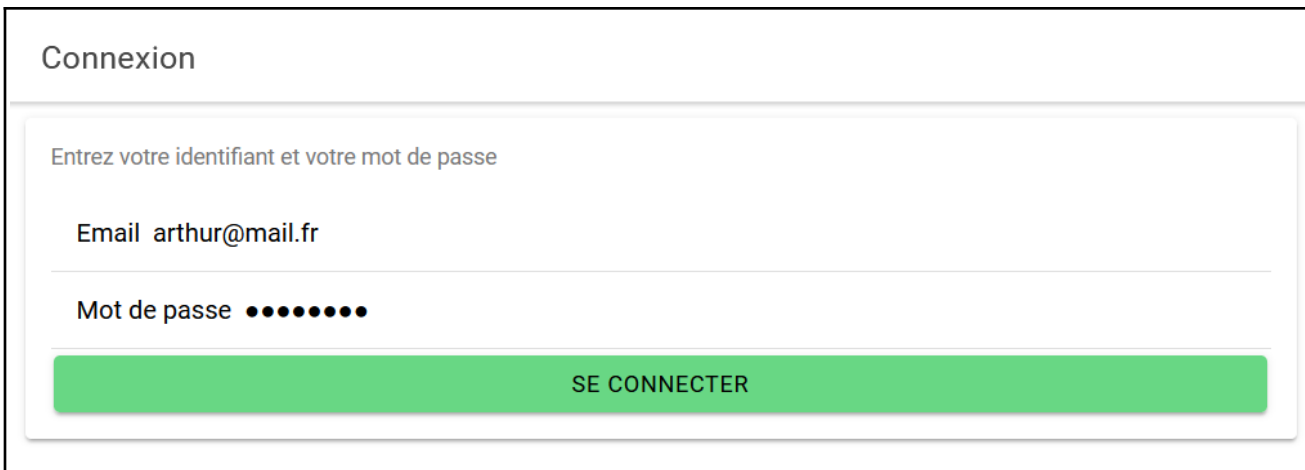 Connexion
Entrez votre identifiant et votre mot de passe
Email arthur@mail.fr
Mot de passe ●●●●●●●●
SE CONNECTER